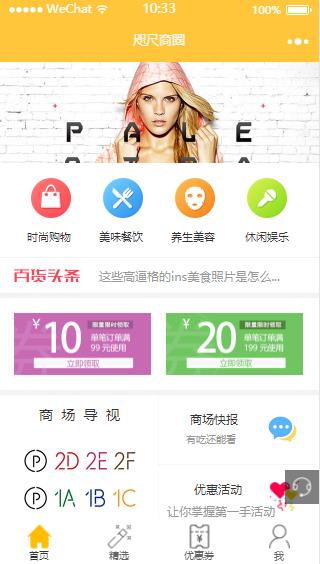 WeChat 10:33 100%
咫尺商圈
PALE
时尚购物 美味餐饮 养生美容 休闲娱乐
百货头条 这些高逼格的ins美食照片是怎么...
¥10 限量限时领取
单笔订单满
99 元使用
立即领取
¥20 限量限时领取
单笔订单满
199 元使用
立即领取
商 场 导 视
P 2D 2E 2F
P 1A 1B 1C
商场快报
有吃还能看
优惠活动
让你掌握第一手活动
首页 精选 优惠券 我